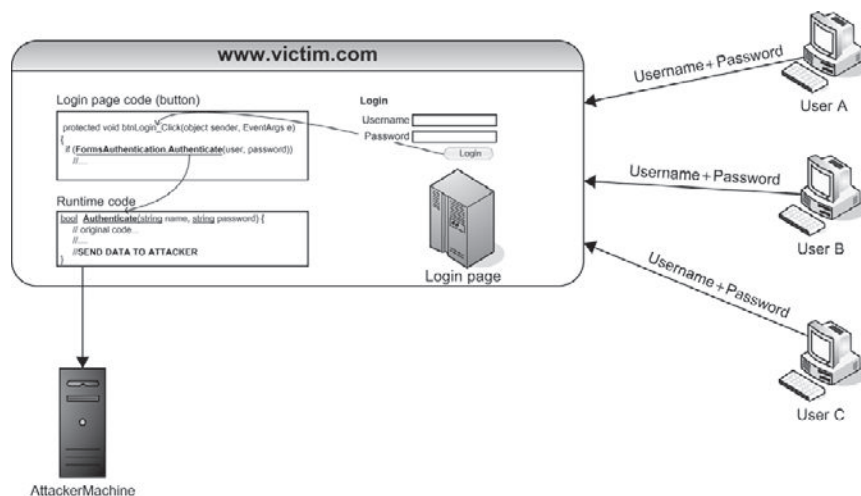 www.victim.com
Login page code (button)
protected void btnLogin_Click(object sender, EventArgs e)
{
if (FormsAuthentication.Authenticate(user, password))
//....
Runtime code
bool Authenticate(string name, string password) {
// original code...
//....
//SEND DATA TO ATTACKER
}
Login
Username
Password
Login
Login page
Username+Password
User A
Username+Password
User B
Username+Password
User C
AttackerMachine